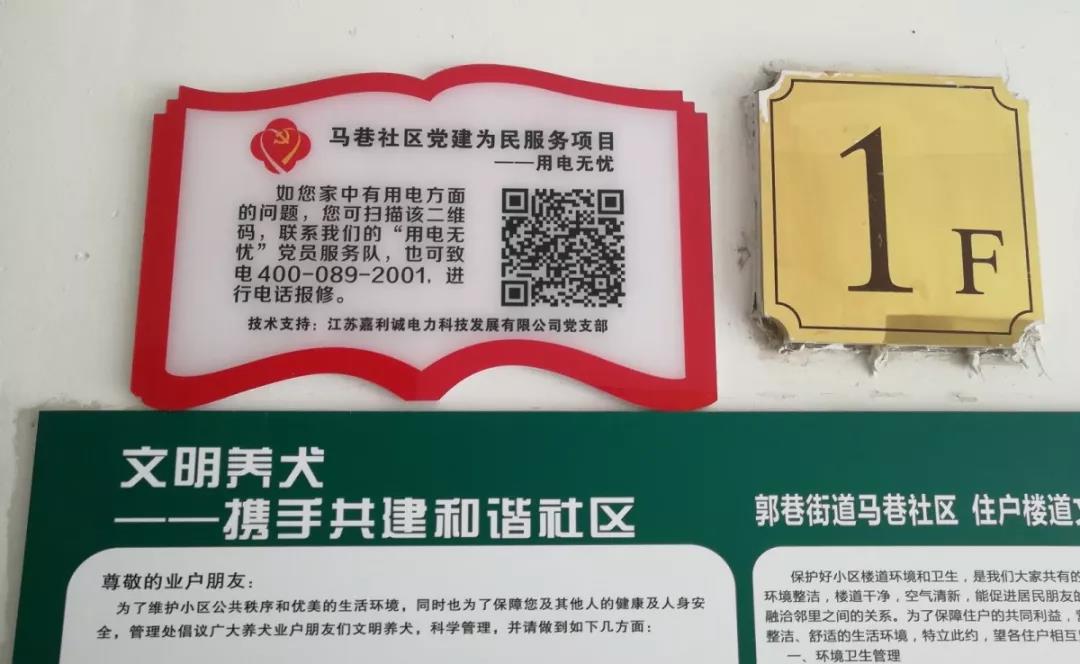 马巷社区党建为民服务项目
——用电无忧
如您家中有用电方面
的问题，您可扫描该二维
码，联系我们的“用电无
忧”党员服务队，也可致
电400-089-2001，进
行电话报修。
技术支持：江苏嘉利诚电力科技发展有限公司党支部
1F
文明养犬
——携手共建和谐社区
尊敬的业户朋友：
为了维护小区公共秩序和优美的生活环境，同时也为了保障您及其他人的健康及人身安
全，管理处倡议广大养犬业户朋友们文明养犬，科学管理，并请做到如下几方面：
郭巷街道马巷社区 住户楼道
保护好小区楼道环境和卫生，是我们大家共有的
环境整洁，楼道干净，空气清新，能促进居民朋友的
融洽邻里之间的关系。为了保障住户的共同利益，
整洁、舒适的生活环境，特立此约，望各住户相互
一、环境卫生管理